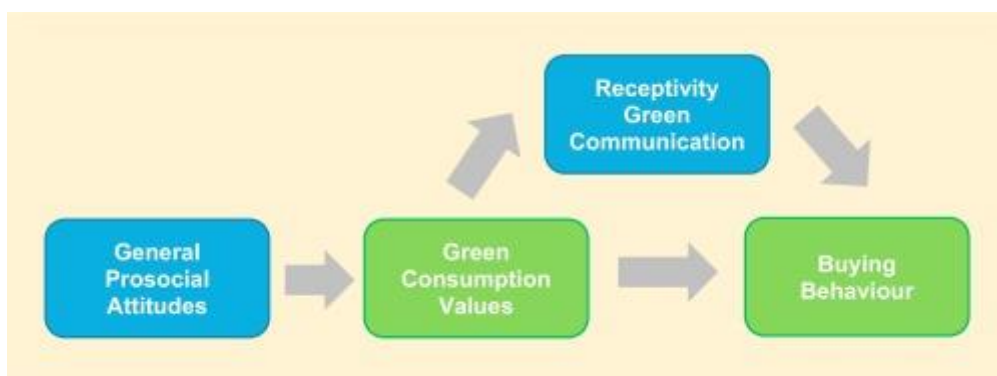 Receptivity
Green
Communication
General
Prosocial
Attitudes
Green
Consumption
Values
Buying
Behaviour